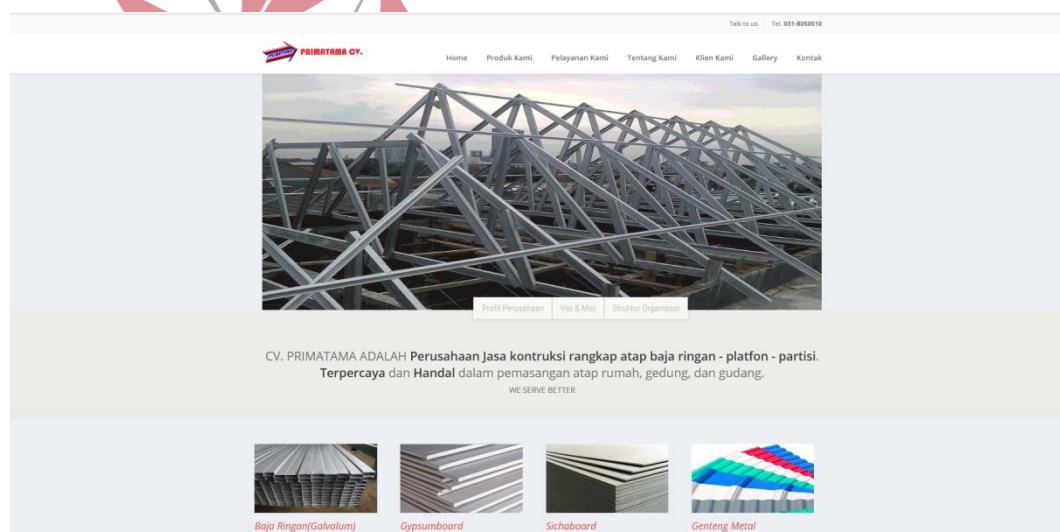 Talk to us Tel. 031-8050510
PRIMATAMA CV.
Home Produk Kami Pelayanan Kami Tentang Kami Klien Kami Gallery Kontak
Profil Perusahaan Visi & Misi Struktur Organisasi
CV. PRIMATAMA ADALAH Perusahaan Jasa kontruksi rangkap atap baja ringan - platfon - partisi.
Terpercaya dan Handal dalam pemasangan atap rumah, gedung, dan gudang.
WE SERVE BETTER
Baja Ringan(Galvalum) Gypsumboard Sichaboard Genteng Metal